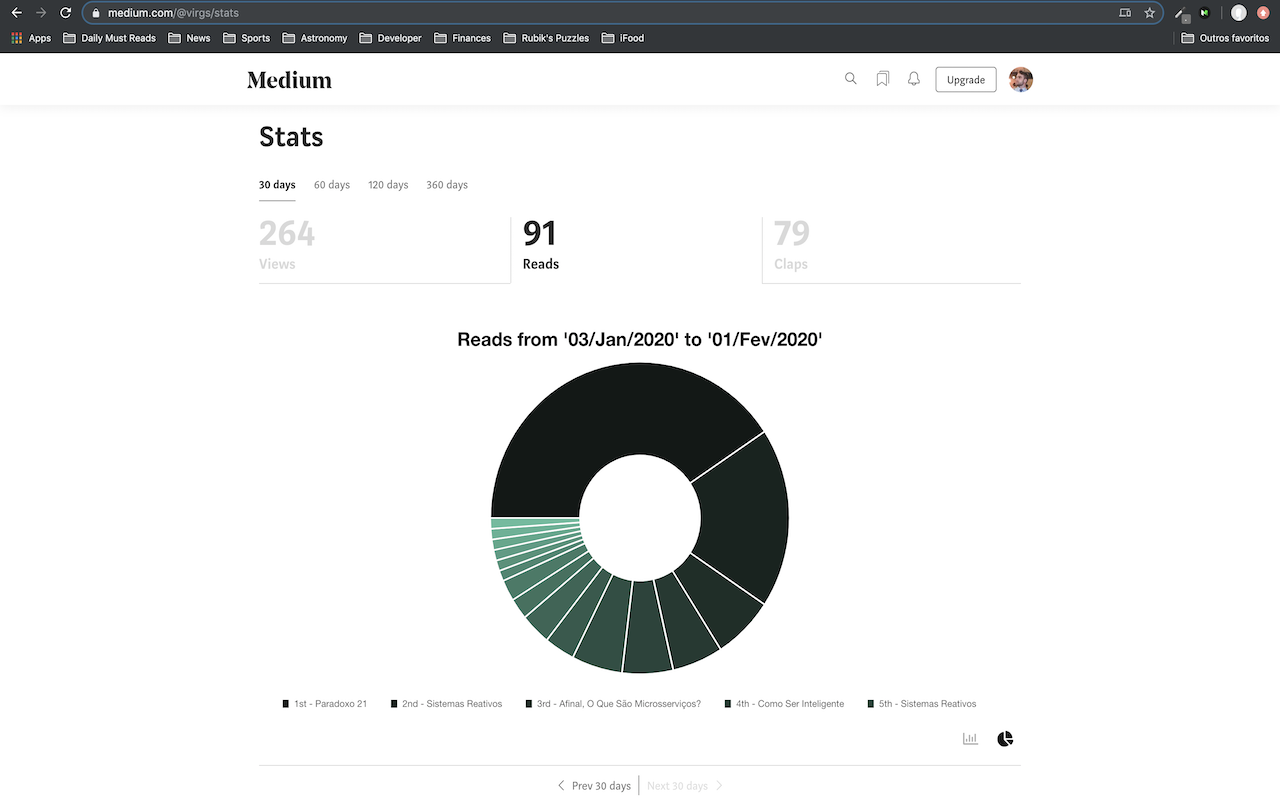 medium.com/@virgs/stats
Apps Daily Must Reads News Sports Astronomy Developer Finances Rubik's Puzzles iFood Outros favoritos
Medium Upgrade
Stats
30 days 60 days 120 days 360 days
264 91 79
Views Reads Claps
Reads from '03/Jan/2020' to '01/Fev/2020'
1st - Paradoxo 21 2nd - Sistemas Reativos 3rd - Afinal, O Que São Microsserviços? 4th - Como Ser Inteligente 5th - Sistemas Reativos
Prev 30 days Next 30 days